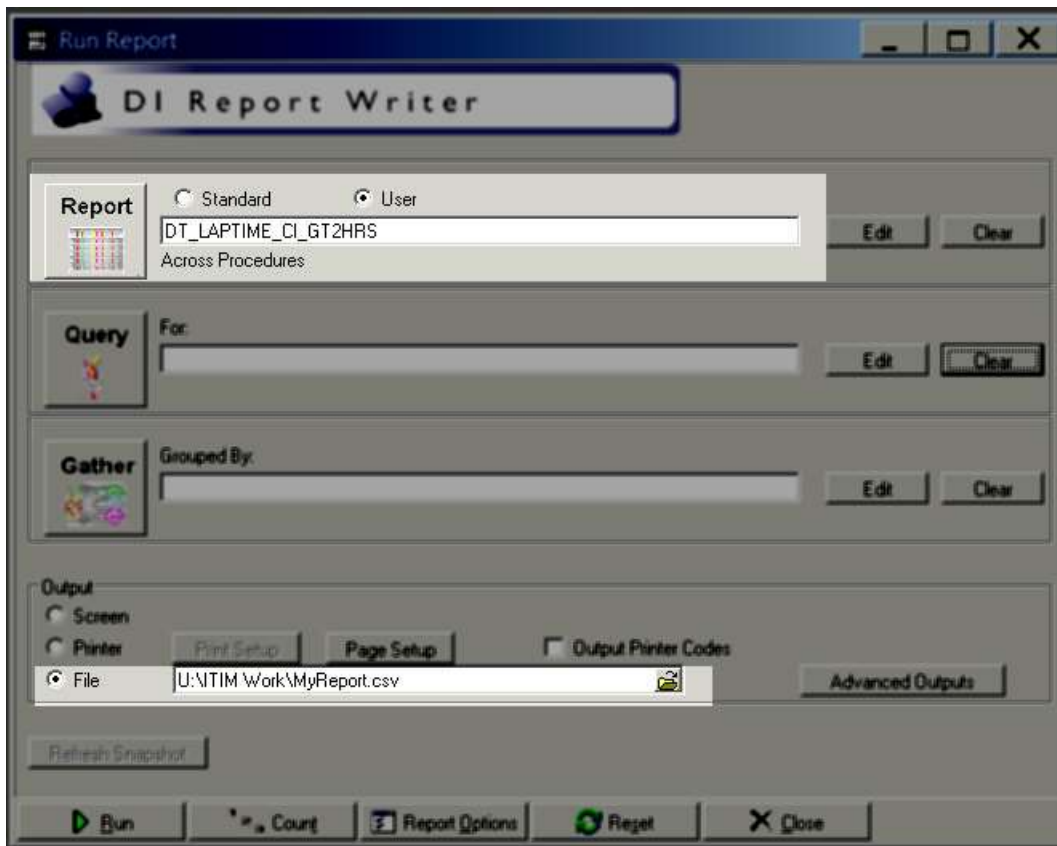 Run Report
DI Report Writer
Report
Standard User
DT_LAPTIME_CI_GT2HRS
Edit Clear
Across Procedures
Query
For:
Edit Clear
Gather
Grouped By:
Edit Clear
Output
Screen
Printer Print Setup Page Setup Output Printer Codes
File U:\ITIM Work\MyReport.csv Advanced Outputs
Refresh Snapshot
Run Count Report Options Reset Close